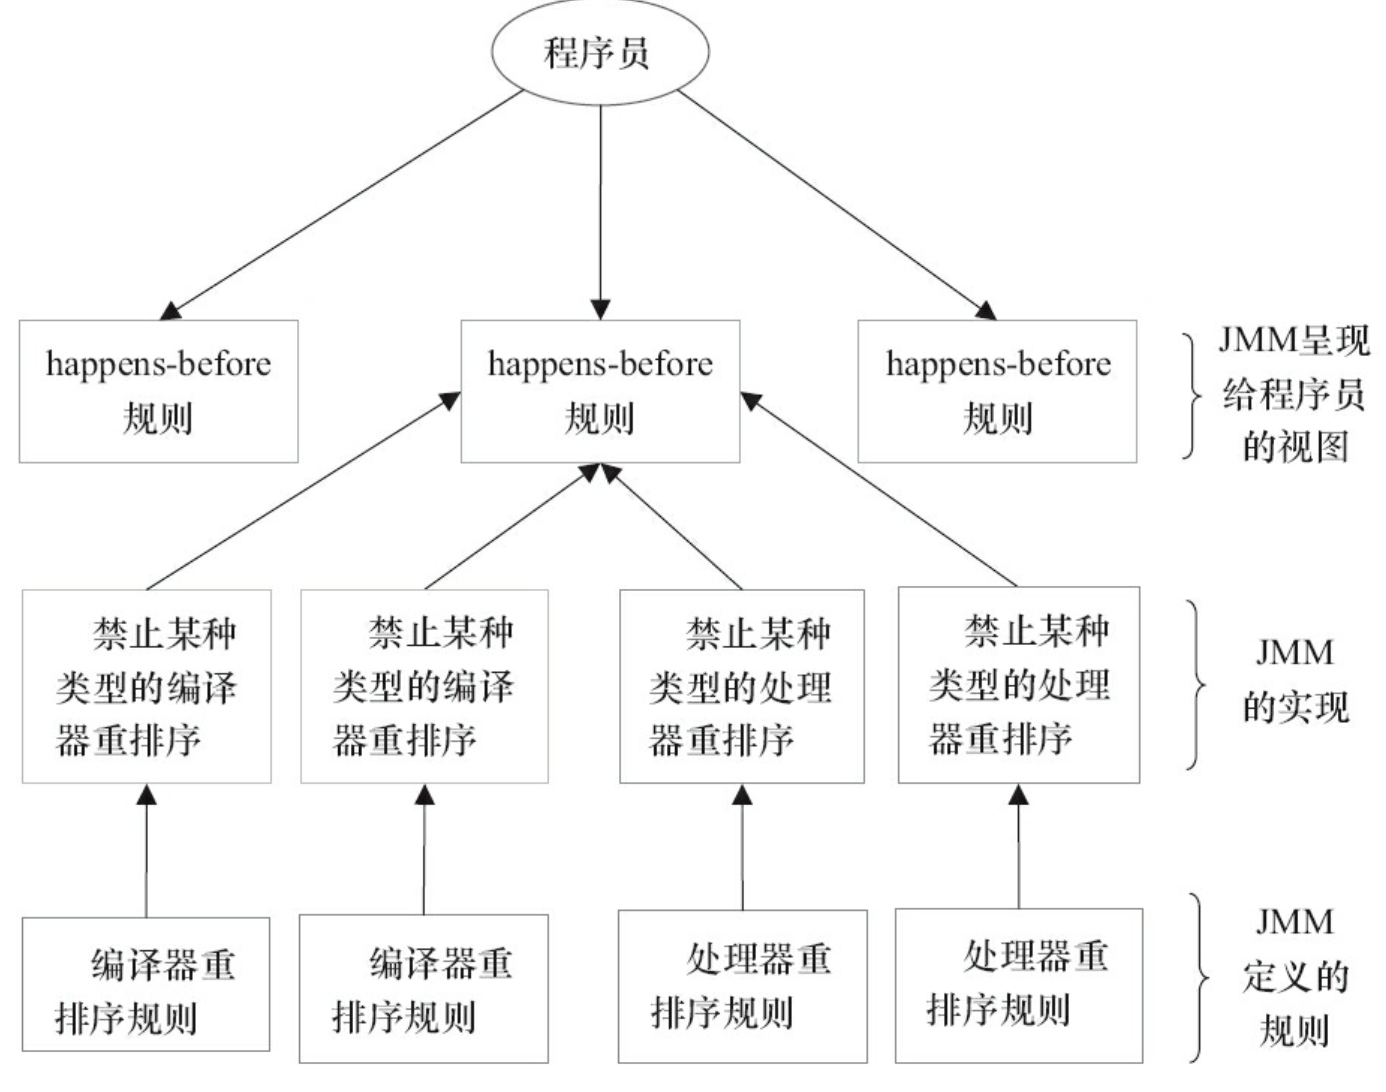 程序员
happens-before
规则
happens-before
规则
happens-before
规则
JMM呈现
给程序员
的视图
禁止某种
类型的编译
器重排序
禁止某种
类型的编译
器重排序
禁止某种
类型的处理
器重排序
禁止某种
类型的处理
器重排序
JMM
的实现
编译器重
排序规则
编译器重
排序规则
处理器重
排序规则
处理器重
排序规则
JMM
定义的
规则